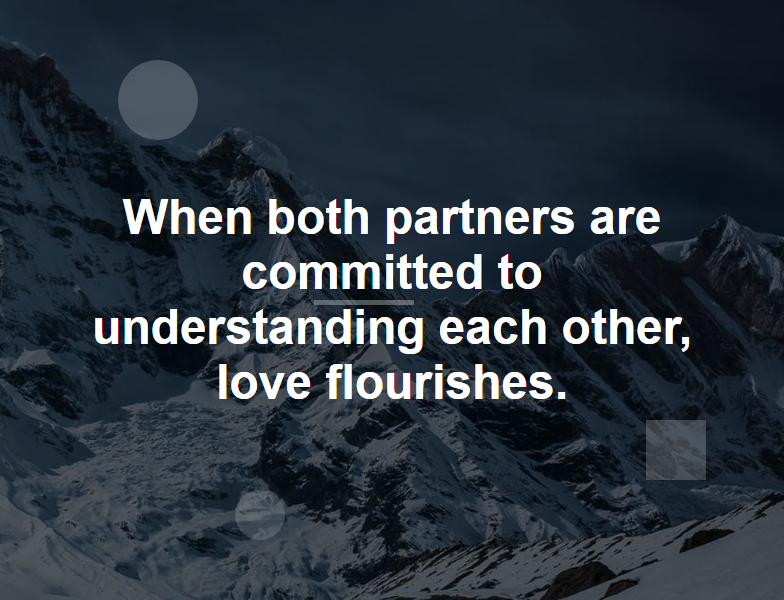 When both partners are
committed to
understanding each other,
love flourishes.